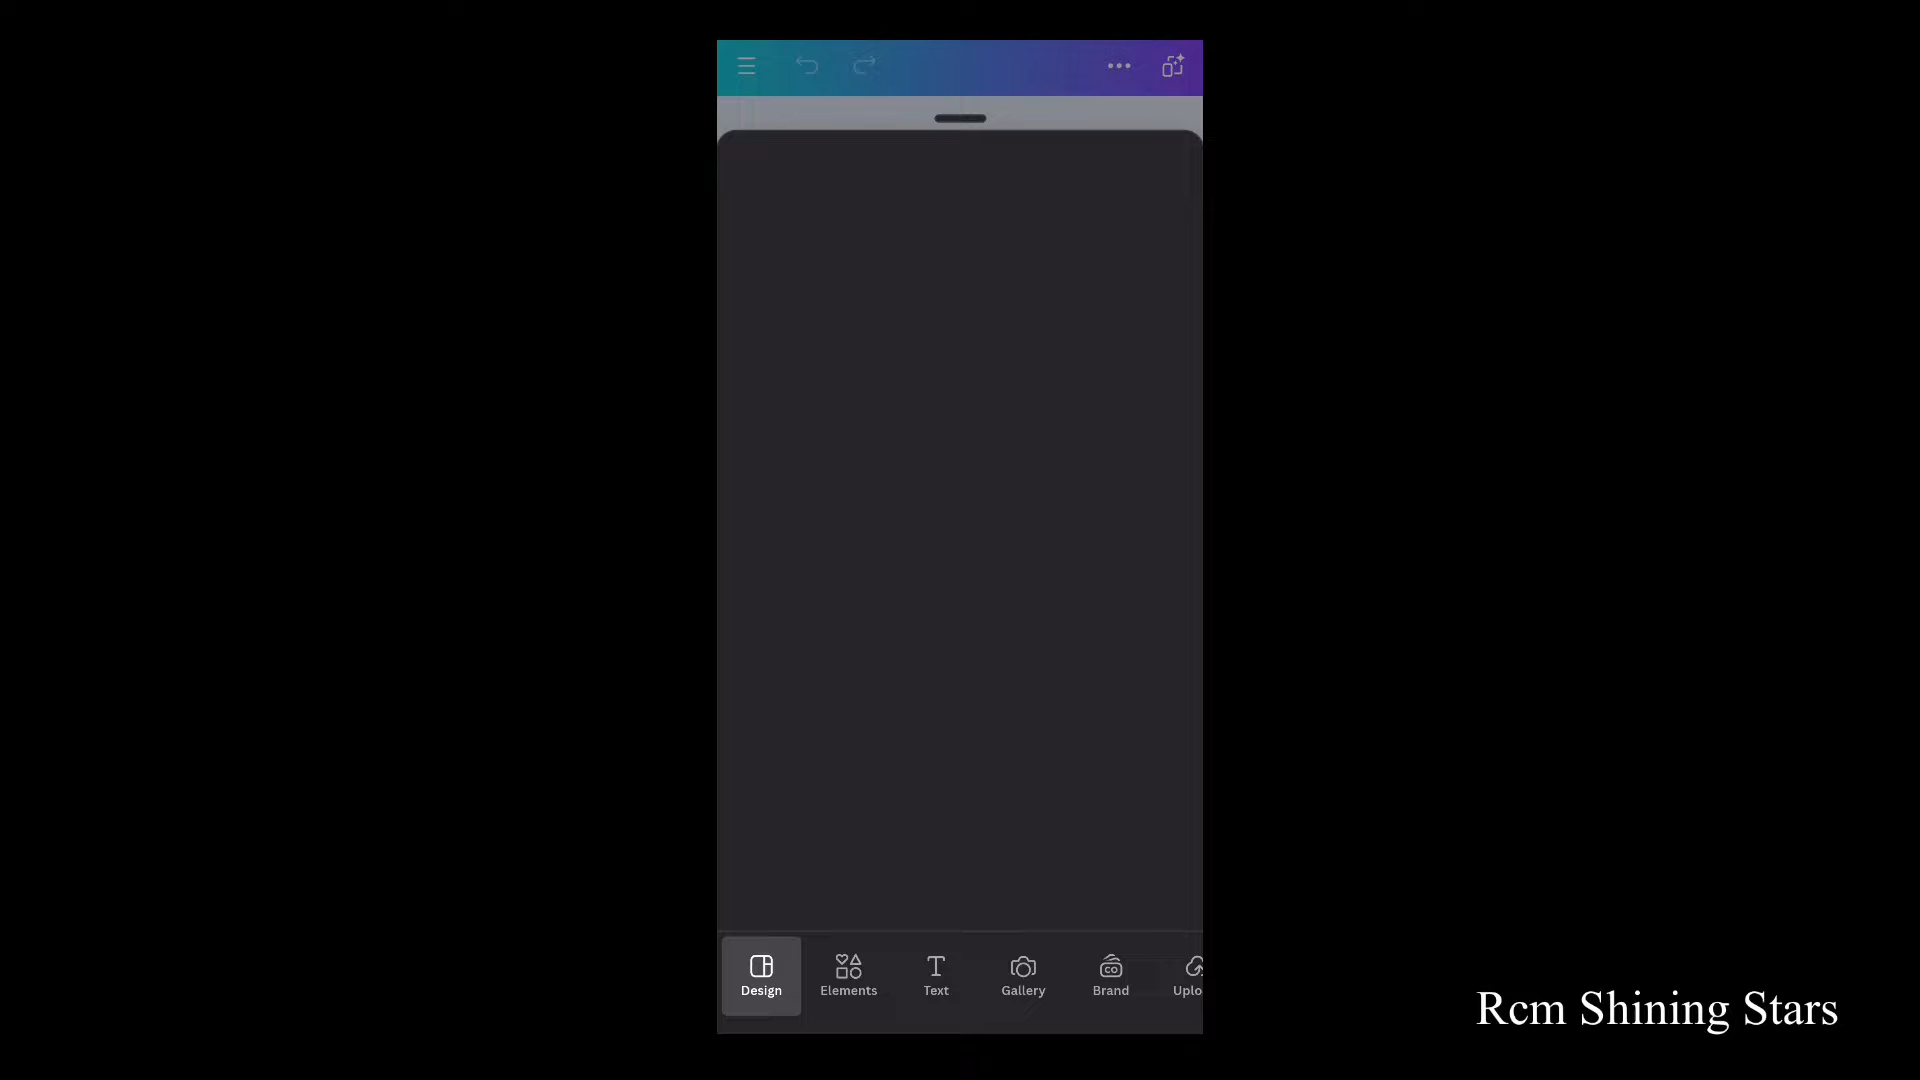 Design
Elements
Text
Gallery
Brand
Uplo
Rcm Shining Stars